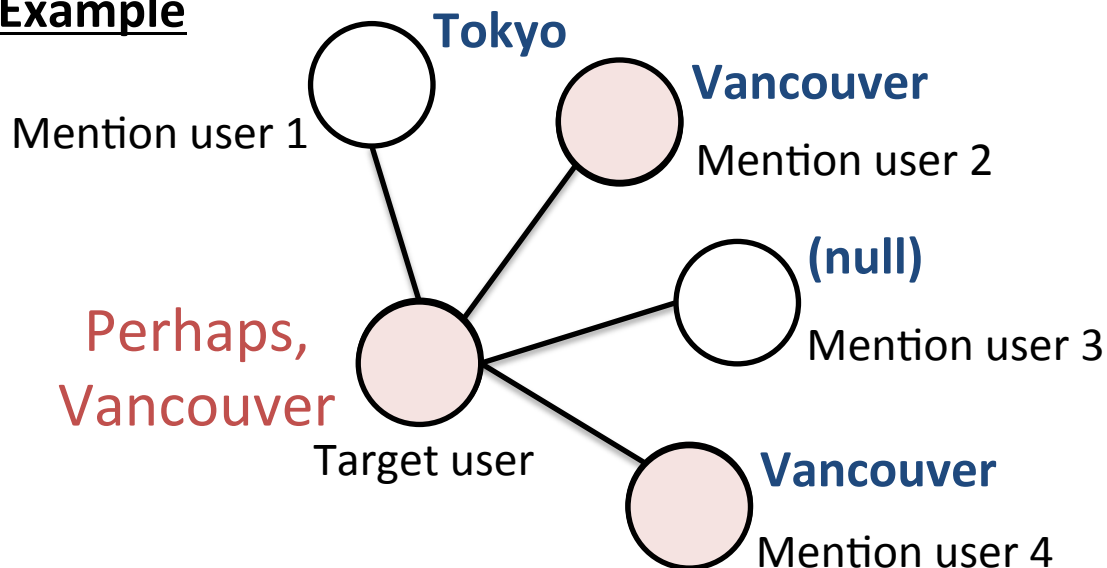 Example
Tokyo
Mention user 1
Vancouver
Mention user 2
(null)
Mention user 3
Perhaps,
Vancouver
Target user
Vancouver
Mention user 4